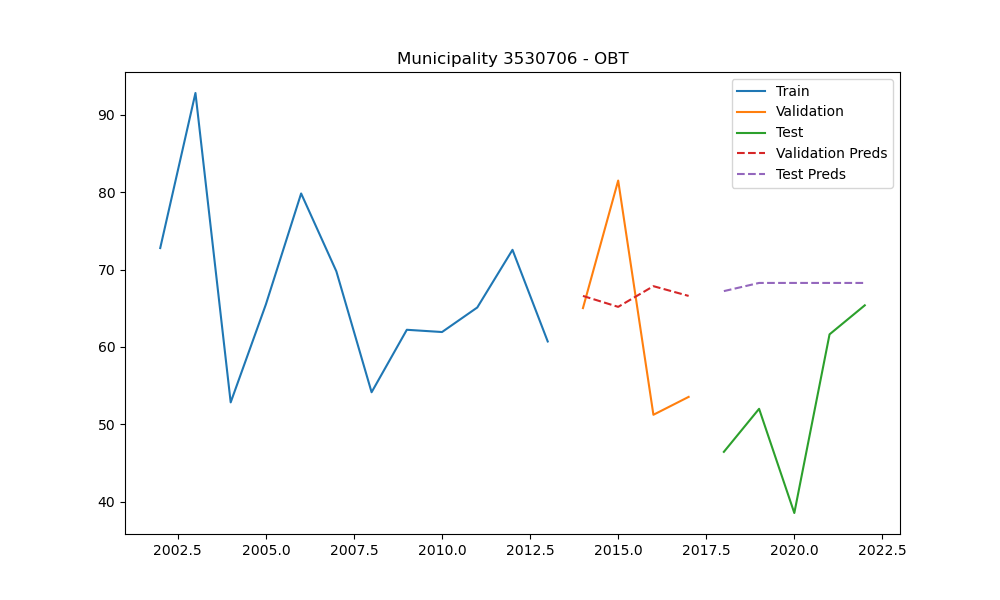 Municipality 3530706 - OBT
Train
Validation
Test
Validation Preds
Test Preds
90
80
70
60
50
40
2002.5 2005.0 2007.5 2010.0 2012.5 2015.0 2017.5 2020.0 2022.5